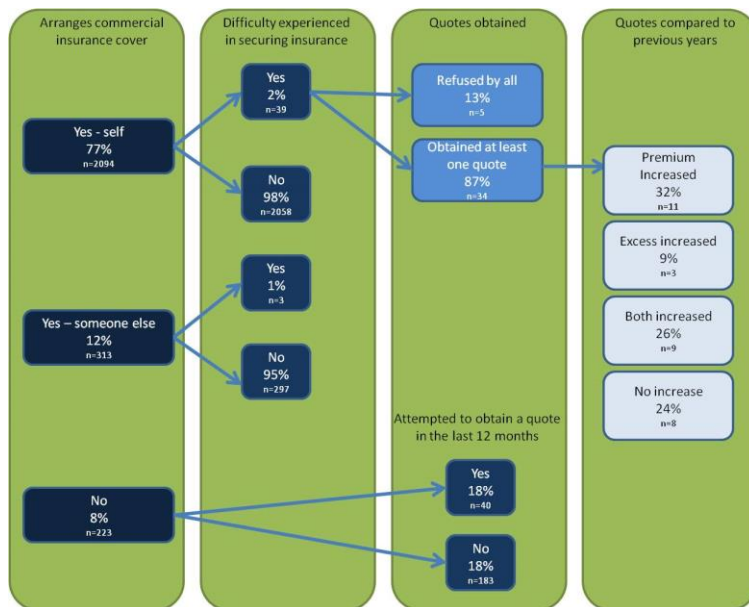 Arranges commercial
insurance cover
Yes - self
77%
n=2094
Yes – someone else
12%
n=313
No
8%
n=223
Difficulty experienced
in securing insurance
Yes
2%
n=39
No
98%
n=2058
Yes
1%
n=3
No
95%
n=297
Quotes obtained
Refused by all
13%
n=5
Obtained at least
one quote
87%
n=34
Attempted to obtain a quote
in the last 12 months
Yes
18%
n=40
No
18%
n=183
Quotes compared to
previous years
Premium
Increased
32%
n=11
Excess increased
9%
n=3
Both increased
26%
n=9
No increase
24%
n=8